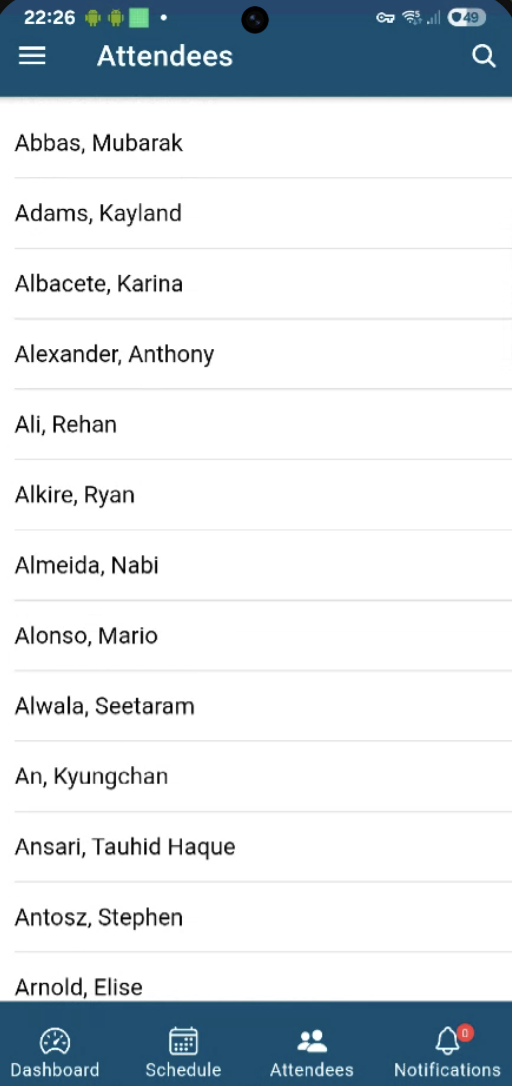 22:26
49
Attendees
Abbas, Mubarak
Adams, Kayland
Albacete, Karina
Alexander, Anthony
Ali, Rehan
Alkire, Ryan
Almeida, Nabi
Alonso, Mario
Alwala, Seetaram
An, Kyungchan
Ansari, Tauhid Haque
Antosz, Stephen
Arnold, Elise
0
Dashboard
Schedule
Attendees
Notifications